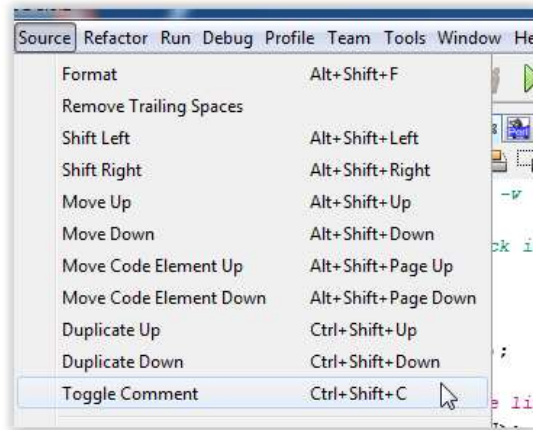 Source Refactor Run Debug Profile Team Tools Window He
Format Alt+Shift+F
Remove Trailing Spaces
Shift Left Alt+Shift+Left
Shift Right Alt+Shift+Right
-v
Move Up Alt+Shift+Up
Move Down Alt+Shift+Down
ck i
Move Code Element Up Alt+Shift+Page Up
Move Code Element Down Alt+Shift+Page Down
Duplicate Up Ctrl+Shift+Up
;
Duplicate Down Ctrl+Shift+Down
Toggle Comment Ctrl+Shift+C
e li